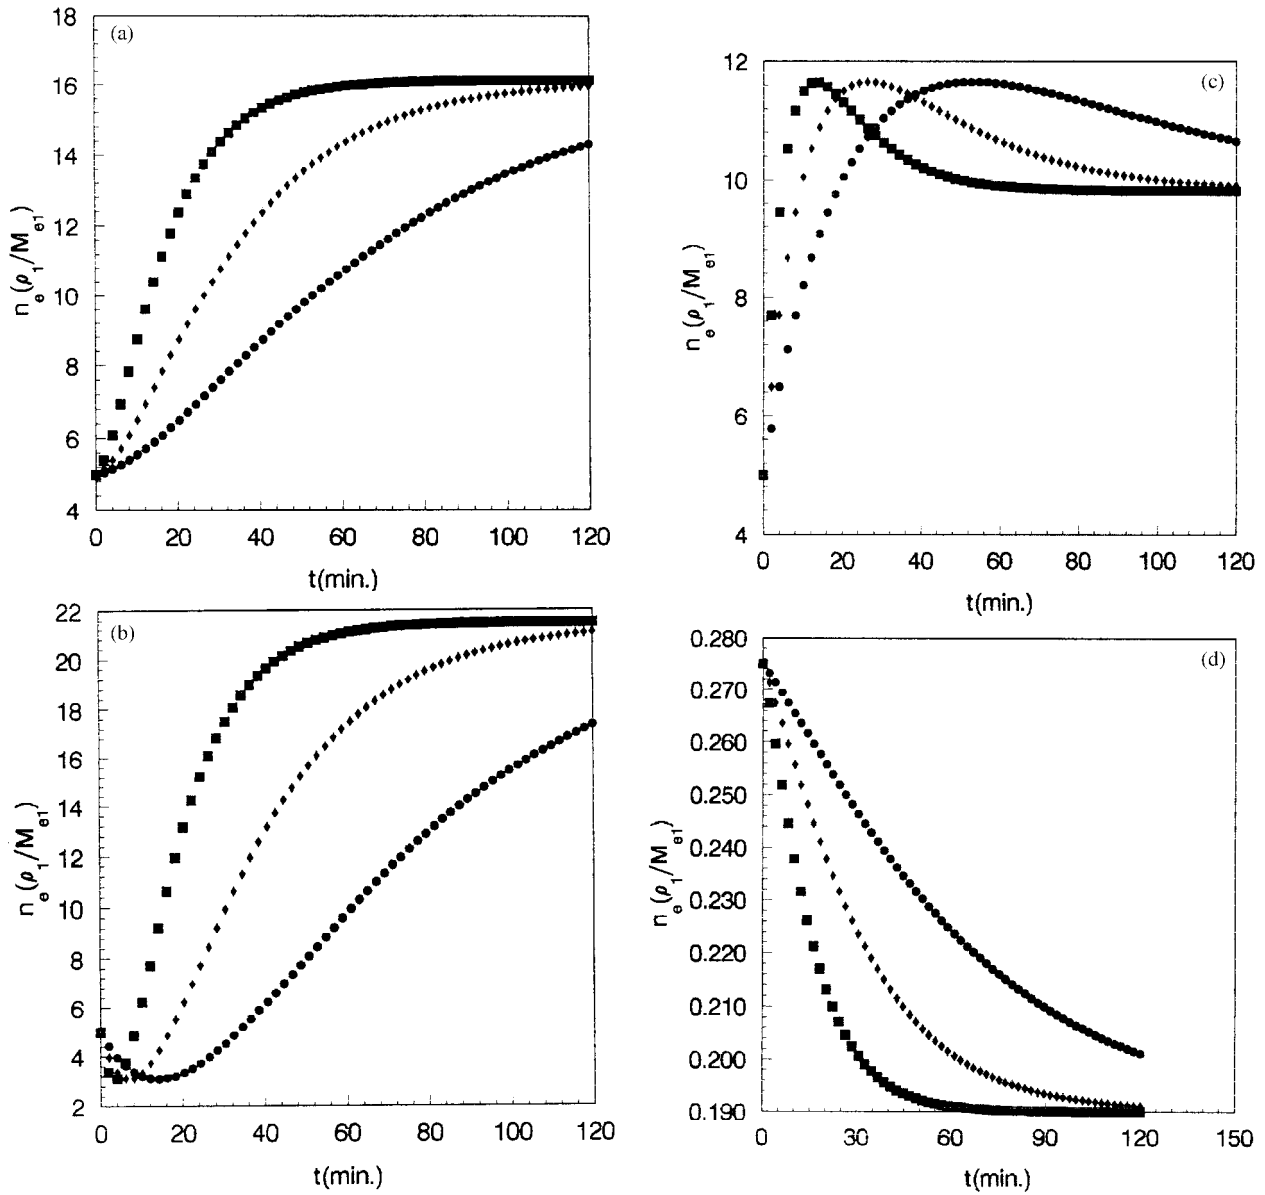 (a)
18
16
14
12
10
8
6
4
0 20 40 60 80 100 120
t(min.)
n_e(ρ_1/M_e1)
(b)
22
20
18
16
14
12
10
8
6
4
2
0 20 40 60 80 100 120
t(min.)
n_e(ρ_1/M_e1)
(c)
12
10
8
6
4
0 20 40 60 80 100 120
t(min.)
n_e(ρ_1/M_e1)
(d)
0.280
0.270
0.260
0.250
0.240
0.230
0.220
0.210
0.200
0.190
0 30 60 90 120 150
t(min.)
n_e(ρ_1/M_e1)